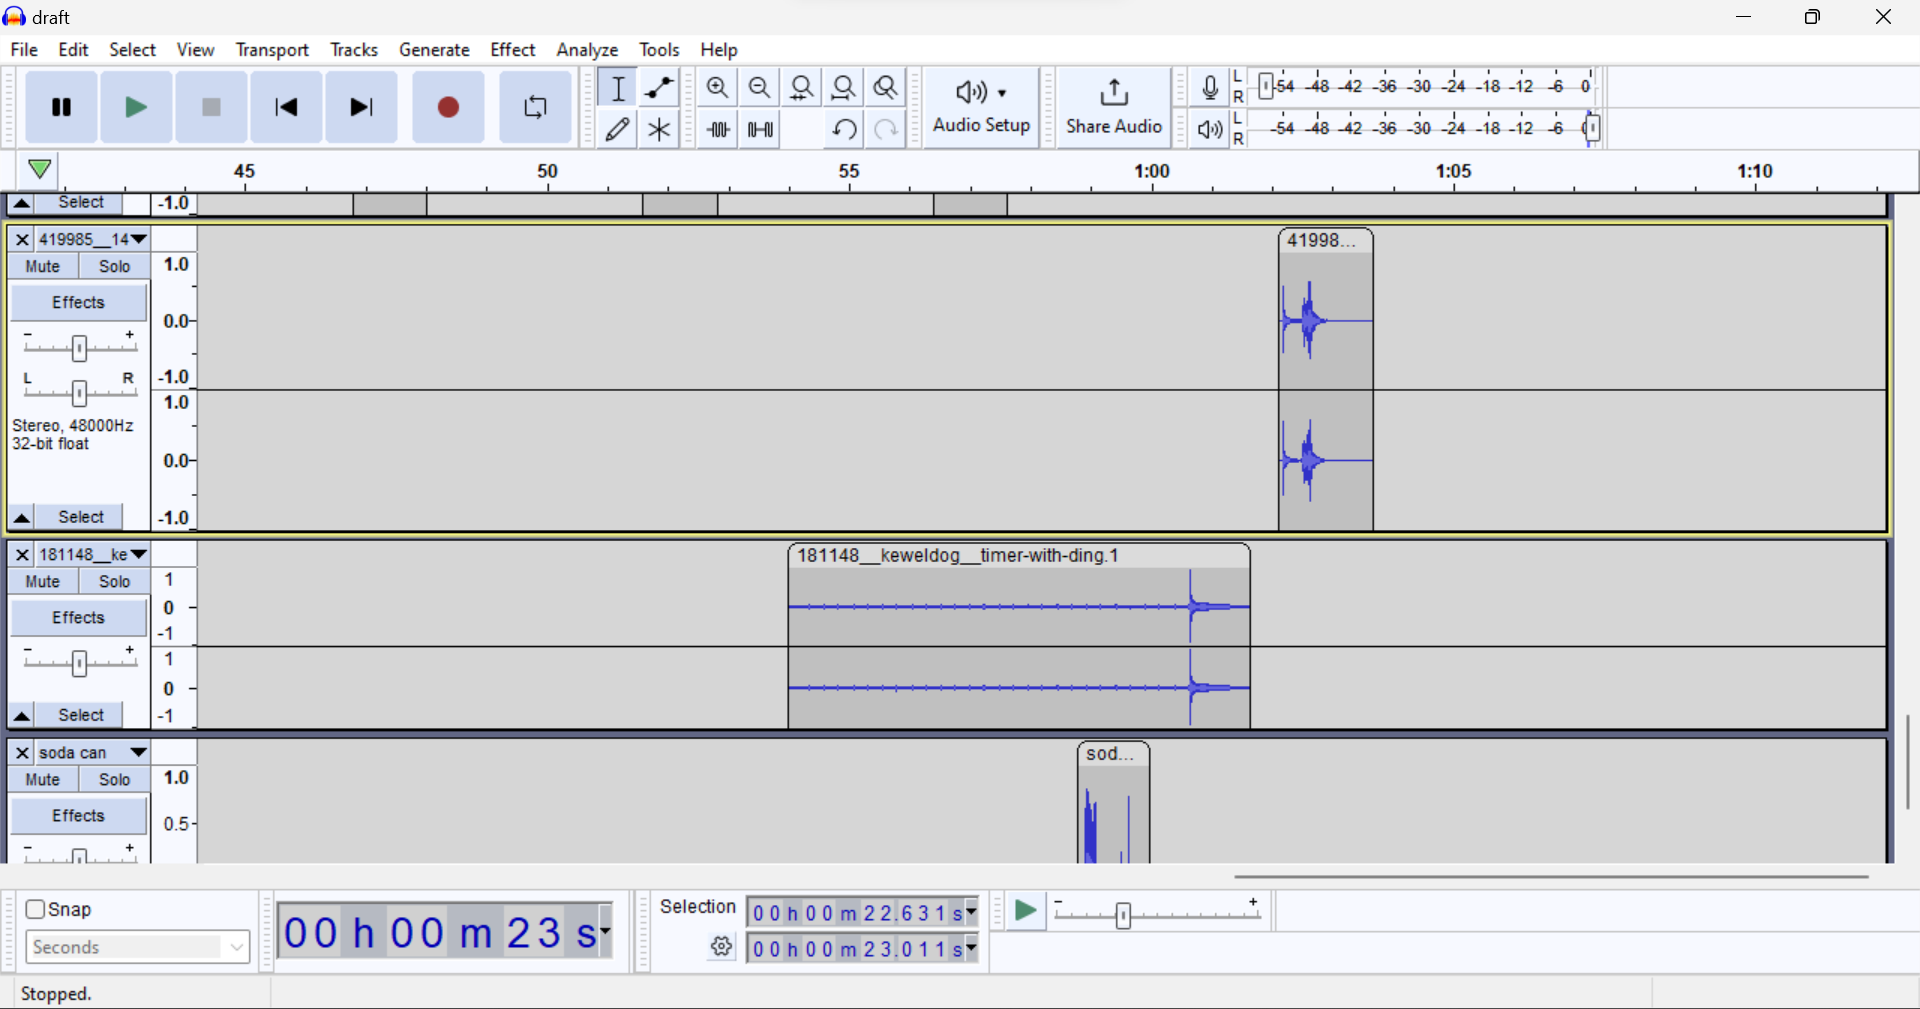 draft
File Edit Select View Transport Tracks Generate Effect Analyze Tools Help
Audio Setup
Share Audio
L
R
-54 -48 -42 -36 -30 -24 -18 -12 -6 0
L
R
-54 -48 -42 -36 -30 -24 -18 -12 -6 0
45 50 55 1:00 1:05 1:10
Select -1.0
419985__14 41998...
Mute Solo 1.0
Effects
- + 0.0
L R -1.0
1.0
Stereo, 48000Hz
32-bit float
0.0
Select -1.0
181148__ke 181148__keweldog__timer-with-ding.1
Mute Solo 1
Effects 0
-1
- + 1
0
Select -1
soda can sod...
Mute Solo 1.0
Effects 0.5
- +
Snap
Seconds
00 h 00 m 23 s
Selection
00 h 00 m 22.631 s
00 h 00 m 23.011 s
- +
Stopped.